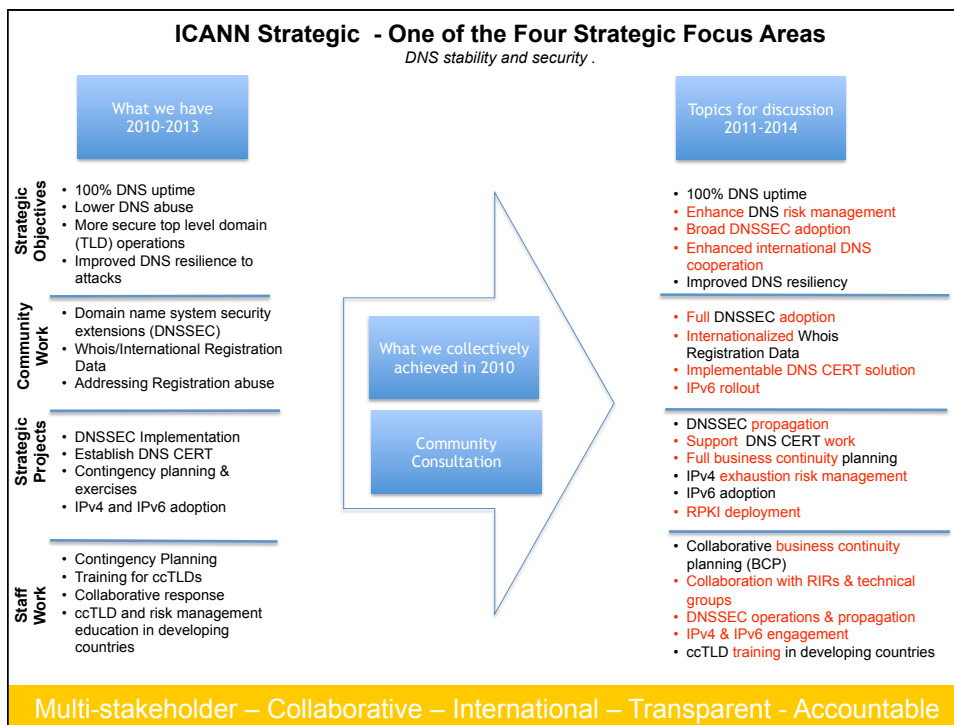 ICANN Strategic  - One of the Four Strategic Focus Areas
DNS stability and security .
What we have
2010-2013
Topics for discussion
2011-2014
Strategic
Objectives
• 100% DNS uptime
• Lower DNS abuse
• More secure top level domain
(TLD) operations
• Improved DNS resilience to
attacks
• 100% DNS uptime
• Enhance DNS risk management
• Broad DNSSEC adoption
• Enhanced international DNS
cooperation
• Improved DNS resiliency
Community
Work
• Domain name system security
extensions (DNSSEC)
• Whois/International Registration
Data
• Addressing Registration abuse
What we collectively
achieved in 2010
• Full DNSSEC adoption
• Internationalized Whois
Registration Data
• Implementable DNS CERT solution
• IPv6 rollout
Strategic
Projects
• DNSSEC Implementation
• Establish DNS CERT
• Contingency planning &
exercises
• IPv4 and IPv6 adoption
Community
Consultation
• DNSSEC propagation
• Support  DNS CERT work
• Full business continuity planning
• IPv4 exhaustion risk management
• IPv6 adoption
• RPKI deployment
Staff
Work
• Contingency Planning
• Training for ccTLDs
• Collaborative response
• ccTLD and risk management
education in developing
countries
• Collaborative business continuity
planning (BCP)
• Collaboration with RIRs & technical
groups
• DNSSEC operations & propagation
• IPv4 & IPv6 engagement
• ccTLD training in developing countries
Multi-stakeholder – Collaborative – International – Transparent - Accountable